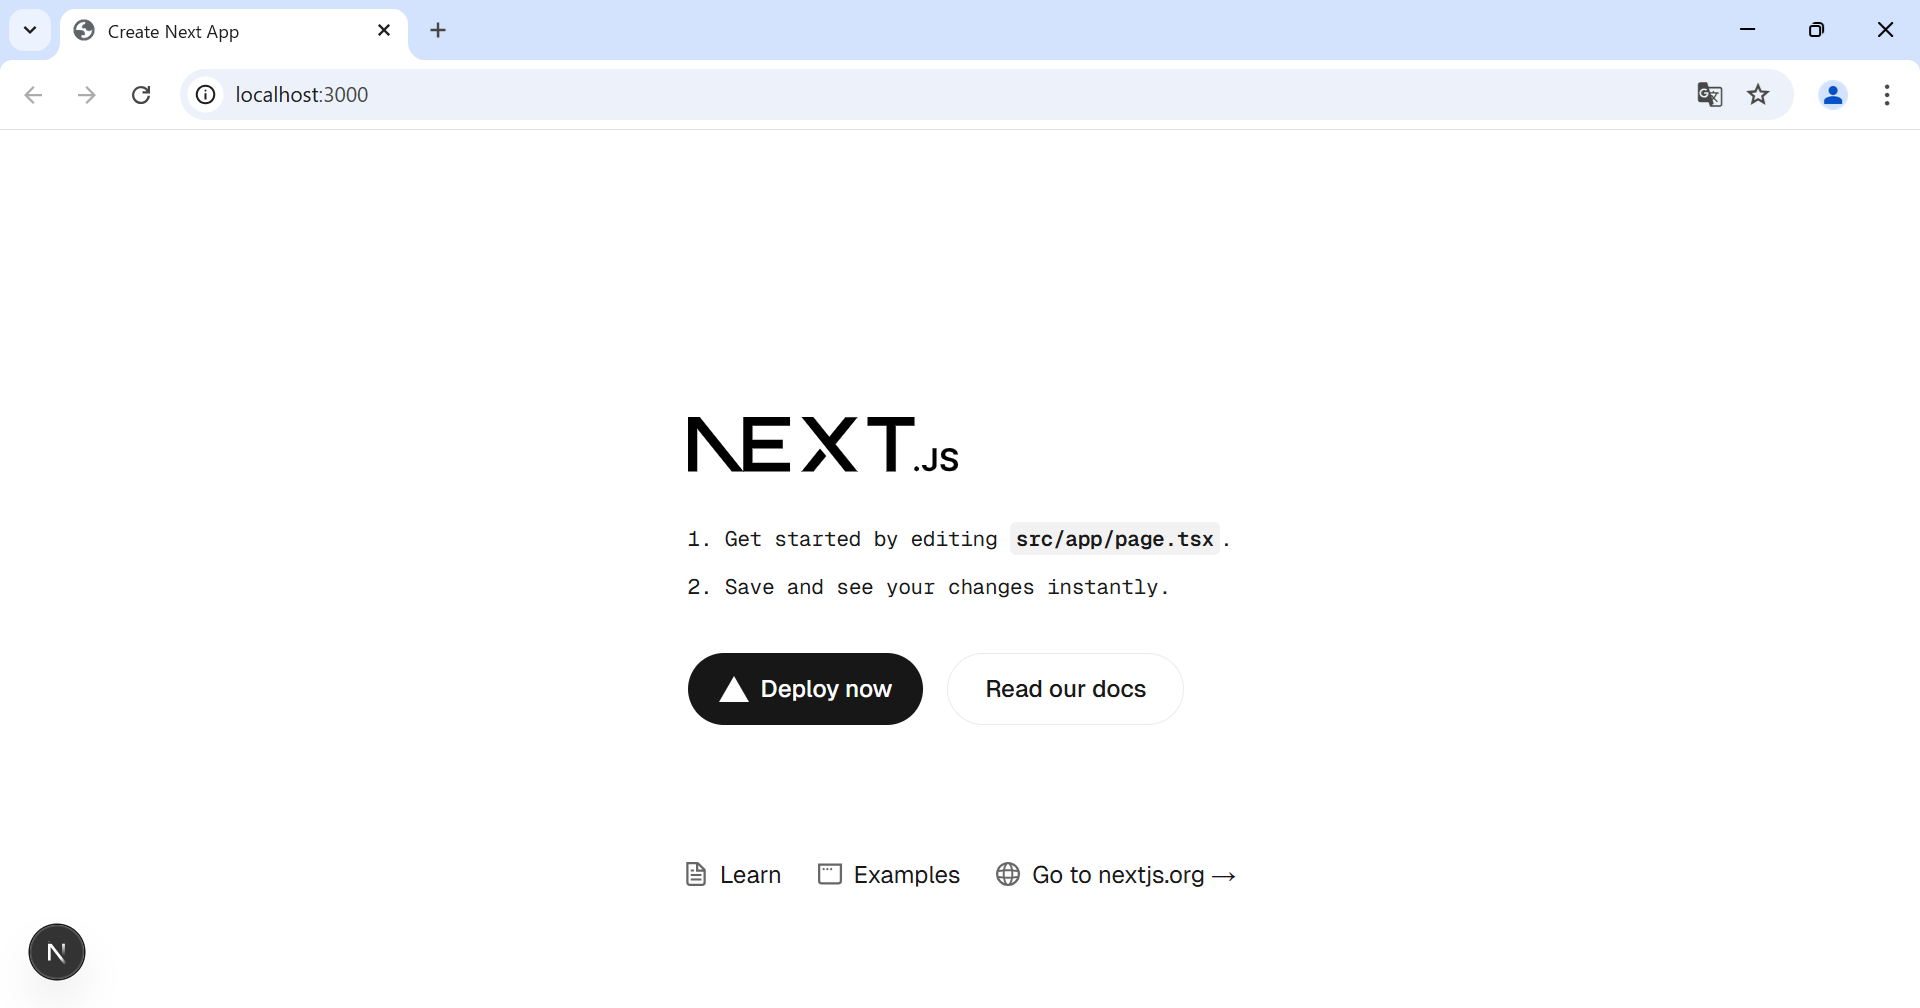 Create Next App
localhost:3000
NEXT.JS
1. Get started by editing src/app/page.tsx.
2. Save and see your changes instantly.
Deploy now
Read our docs
Learn
Examples
Go to nextjs.org →
N